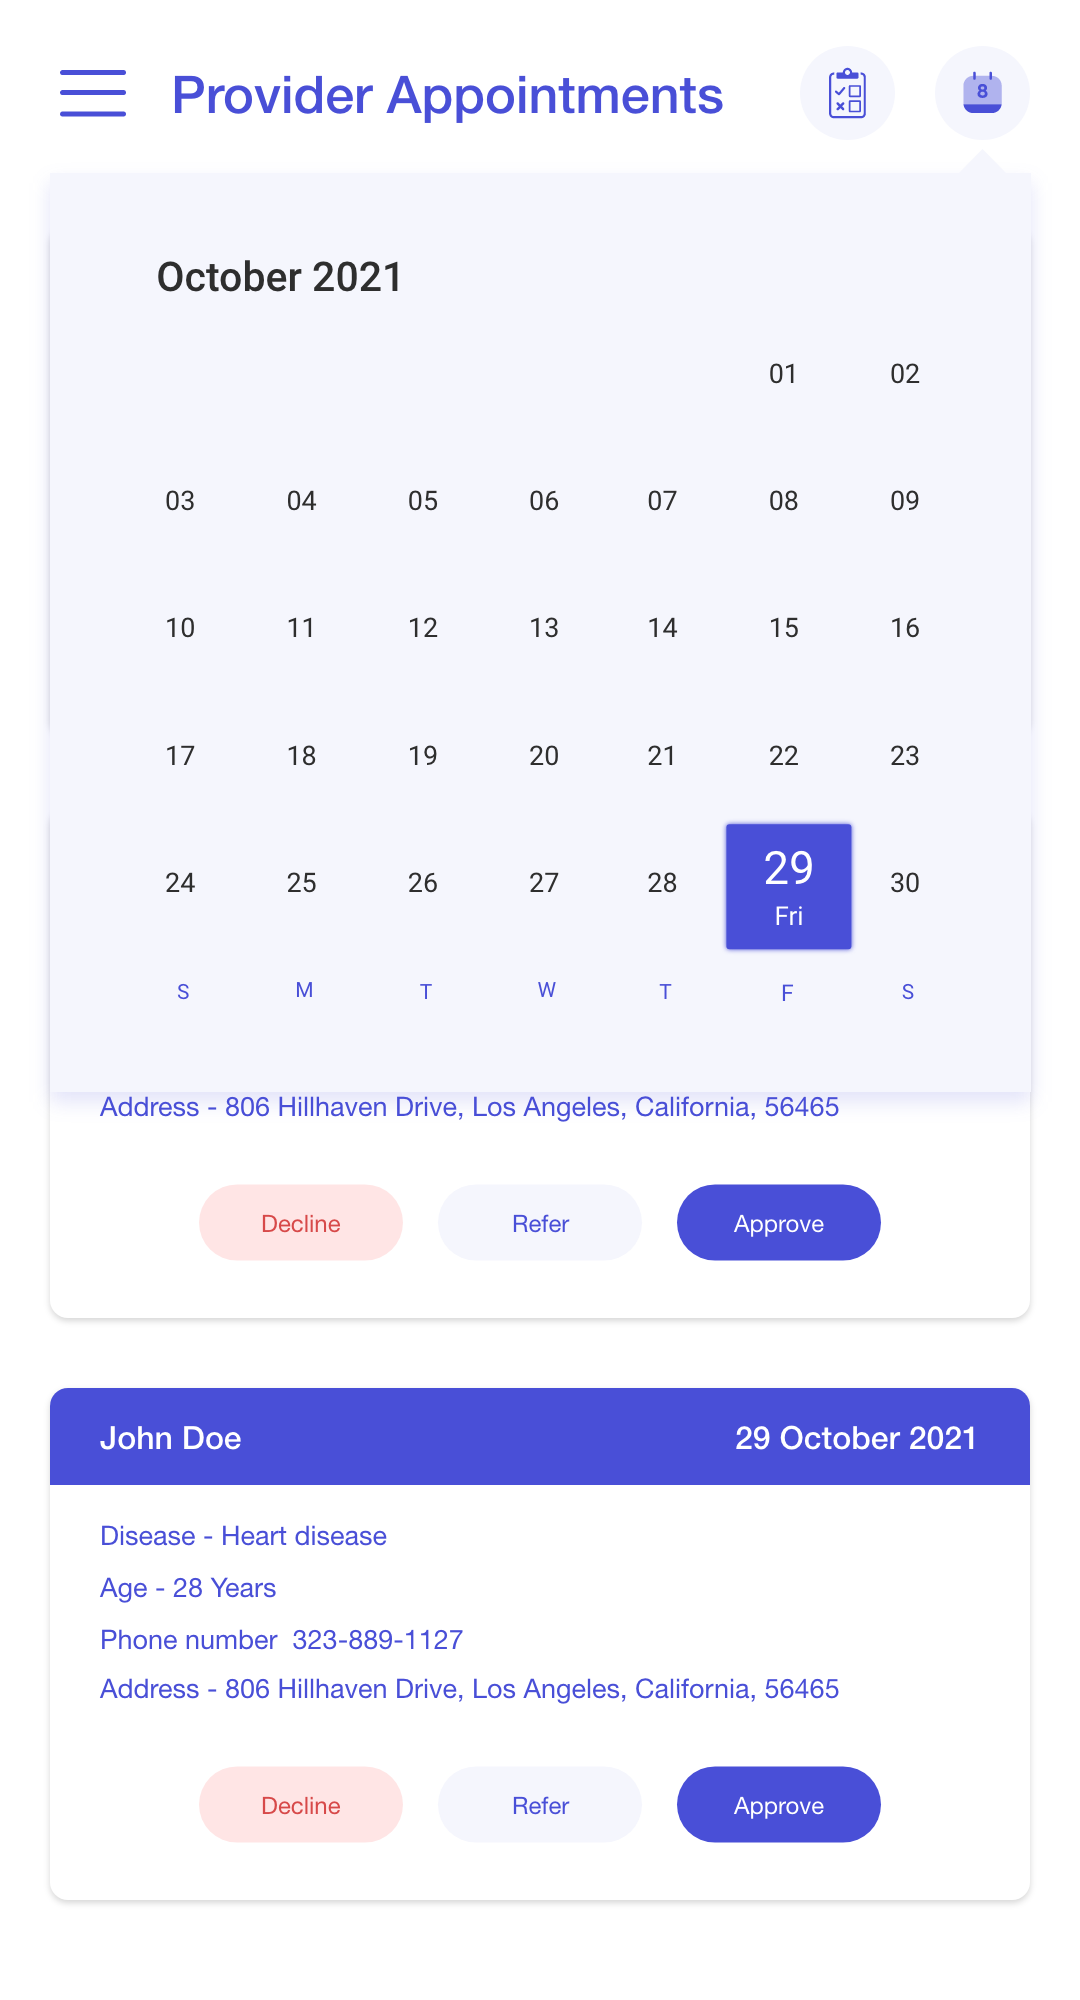 Provider Appointments
8
October 2021
01 02
03 04 05 06 07 08 09
10 11 12 13 14 15 16
17 18 19 20 21 22 23
24 25 26 27 28 29 30
Fri
S M T W T F S
Address - 806 Hillhaven Drive, Los Angeles, California, 56465
Decline Refer Approve
John Doe 29 October 2021
Disease - Heart disease
Age - 28 Years
Phone number  323-889-1127
Address - 806 Hillhaven Drive, Los Angeles, California, 56465
Decline Refer Approve